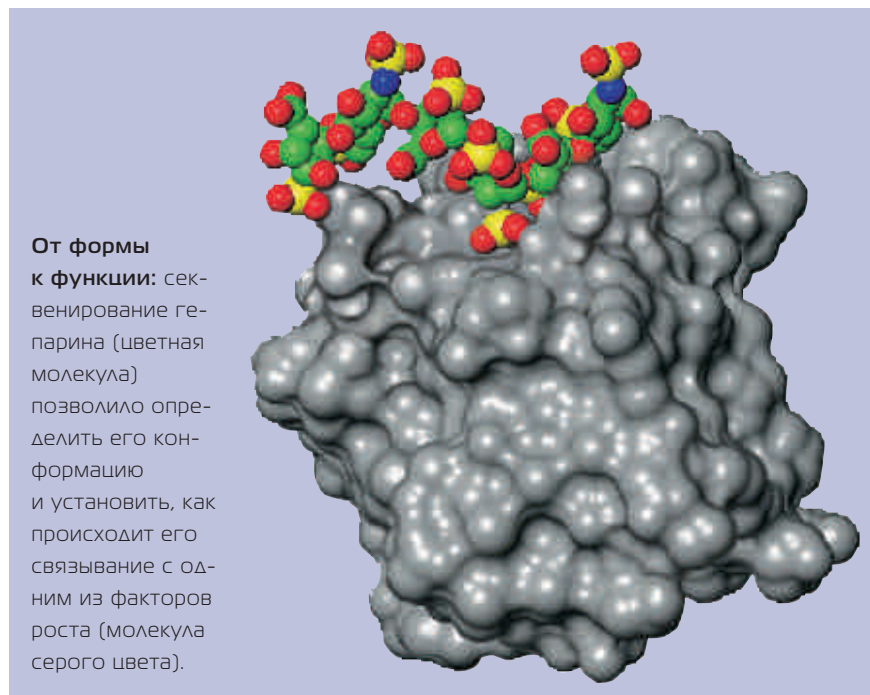 От формы
к функции: сек-
венирование ге-
парина (цветная
молекула)
позволило опре-
делить его кон-
формацию
и установить, как
происходит его
связывание с од-
ним из факторов
роста (молекула
серого цвета).